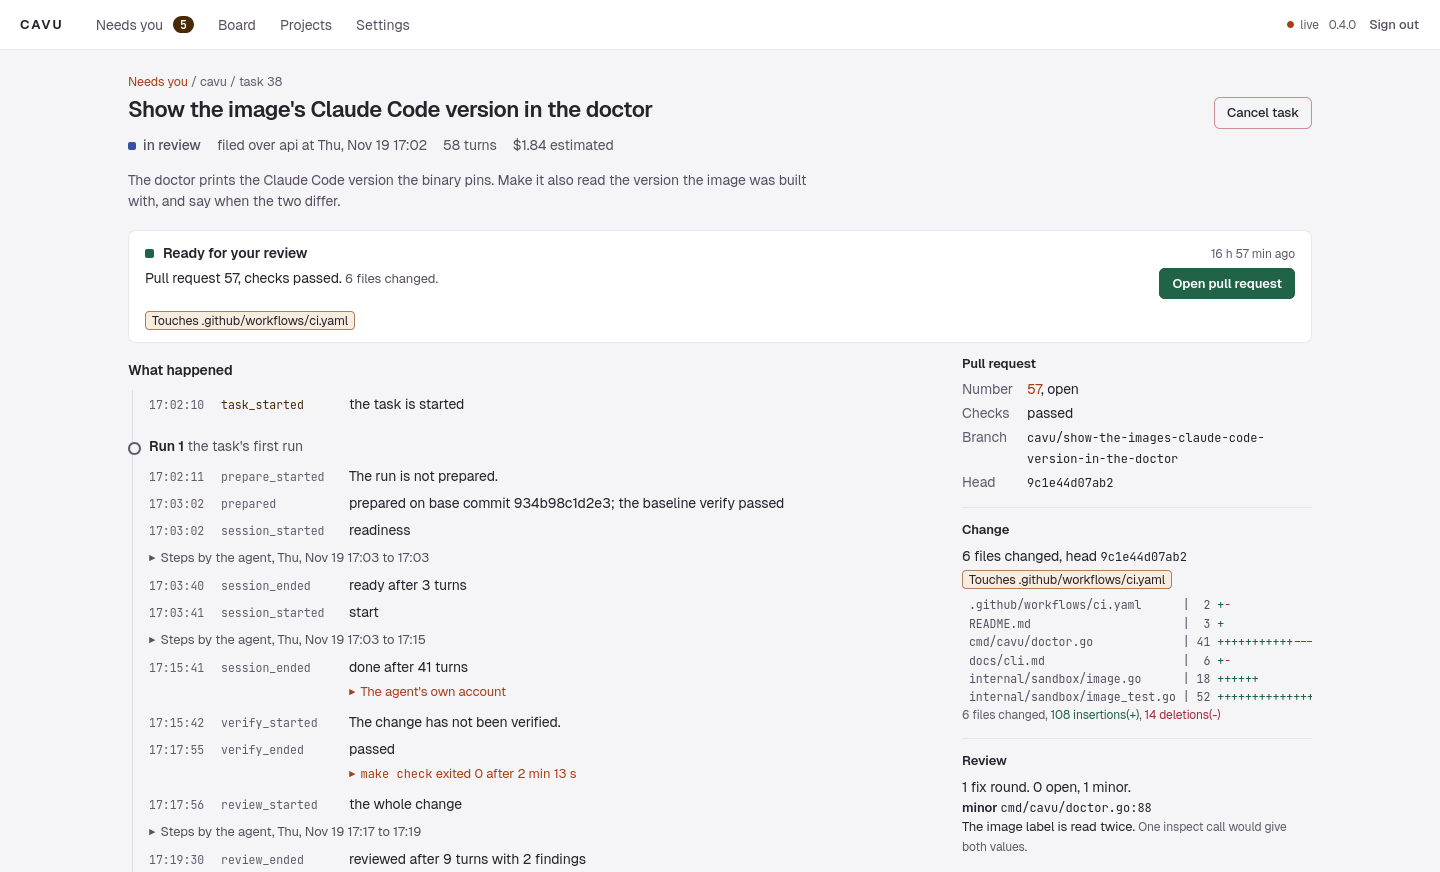 CAVU Needs you 5 Board Projects Settings live 0.4.0 Sign out
Needs you / cavu / task 38
Show the image's Claude Code version in the doctor
Cancel task
in review filed over api at Thu, Nov 19 17:02 58 turns $1.84 estimated
The doctor prints the Claude Code version the binary pins. Make it also read the version the image was built
with, and say when the two differ.
Ready for your review
16 h 57 min ago
Pull request 57, checks passed. 6 files changed.
Open pull request
Touches .github/workflows/ci.yaml
What happened
17:02:10 task_started the task is started
Run 1 the task's first run
17:02:11 prepare_started The run is not prepared.
17:03:02 prepared prepared on base commit 934b98c1d2e3; the baseline verify passed
17:03:02 session_started readiness
▸ Steps by the agent, Thu, Nov 19 17:03 to 17:03
17:03:40 session_ended ready after 3 turns
17:03:41 session_started start
▸ Steps by the agent, Thu, Nov 19 17:03 to 17:15
17:15:41 session_ended done after 41 turns
▸ The agent's own account
17:15:42 verify_started The change has not been verified.
17:17:55 verify_ended passed
▸ make check exited 0 after 2 min 13 s
17:17:56 review_started the whole change
▸ Steps by the agent, Thu, Nov 19 17:17 to 17:19
17:19:30 review_ended reviewed after 9 turns with 2 findings
Pull request
Number 57, open
Checks passed
Branch cavu/show-the-images-claude-code-
version-in-the-doctor
Head 9c1e44d07ab2
Change
6 files changed, head 9c1e44d07ab2
Touches .github/workflows/ci.yaml
.github/workflows/ci.yaml | 2 +-
README.md | 3 +
cmd/cavu/doctor.go | 41 +++++++++++---
docs/cli.md | 6 +-
internal/sandbox/image.go | 18 ++++++
internal/sandbox/image_test.go | 52 ++++++++++++++
6 files changed, 108 insertions(+), 14 deletions(-)
Review
1 fix round. 0 open, 1 minor.
minor cmd/cavu/doctor.go:88
The image label is read twice. One inspect call would give
both values.